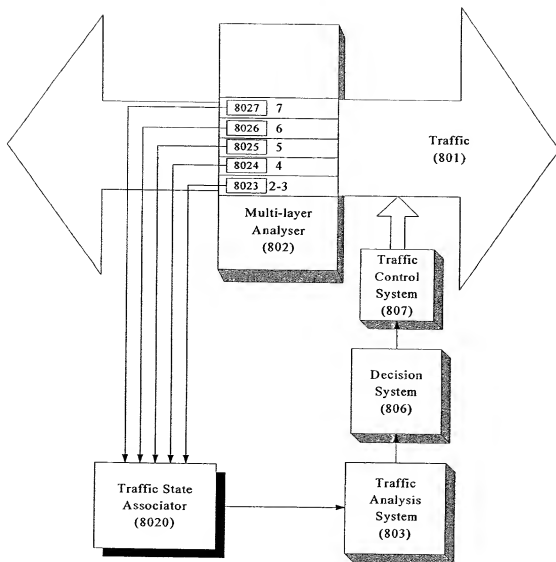 8027 7
8026 6
8025 5
8024 4
8023 2-3
Multi-layer
Analyser
(802)
Traffic
(801)
Traffic
Control
System
(807)
Decision
System
(806)
Traffic State
Associator
(8020)
Traffic
Analysis
System
(803)